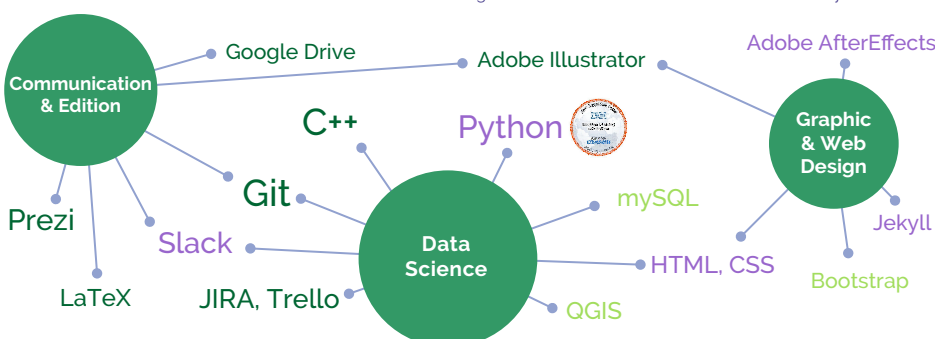 Adobe AfterEffects
Google Drive
Adobe Illustrator
Communication
& Edition
C++
Python
Graphic
& Web
Design
Git
mySQL
Prezi
Slack
Jekyll
Data
Science
HTML, CSS
Bootstrap
LaTeX
JIRA, Trello
QGIS